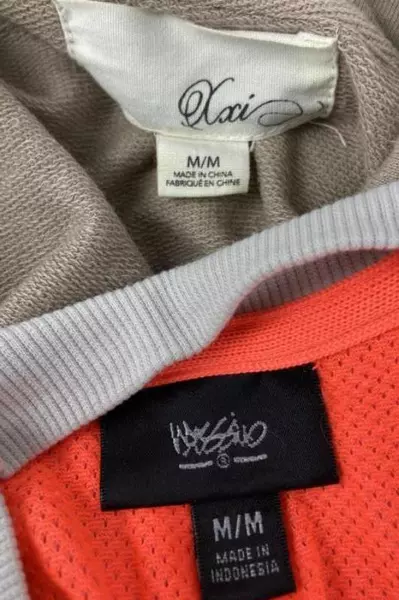 Xxi
M/M
MADE IN CHINA
FABRIQUÉ EN CHINE
mossimo
M/M
MADE IN
INDONESIA